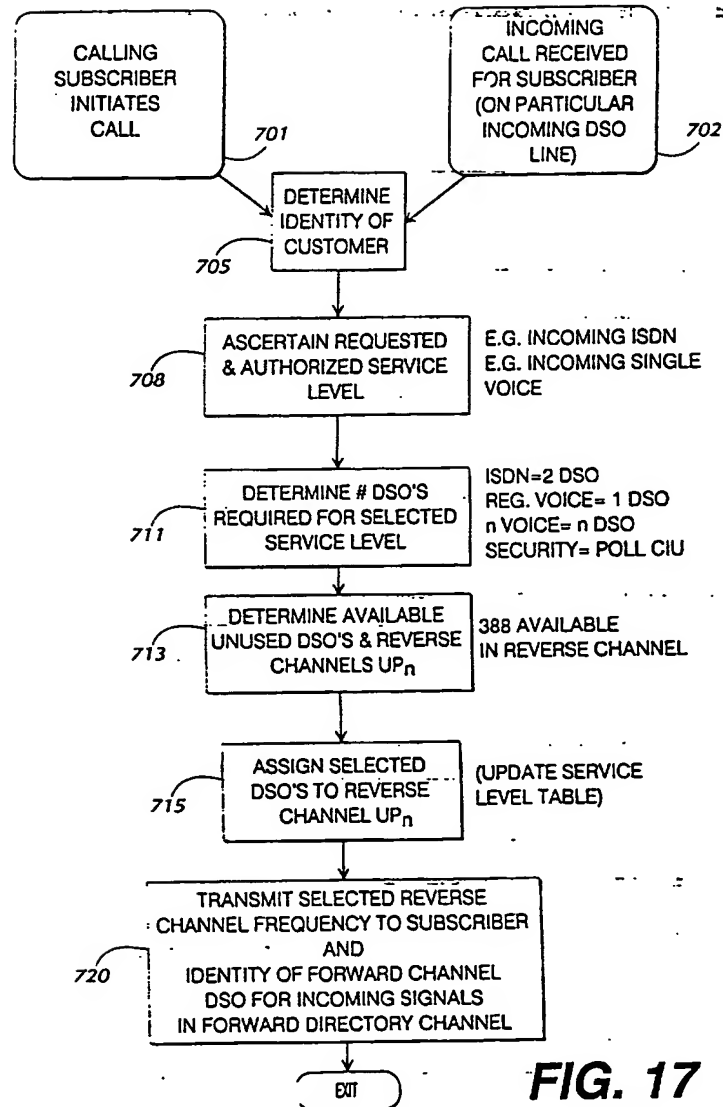 CALLING
SUBSCRIBER
INITIATES
CALL
701
INCOMING
CALL RECEIVED
FOR SUBSCRIBER
(ON PARTICULAR
INCOMING DSO
LINE)
702
DETERMINE
IDENTITY OF
CUSTOMER
705
ASCERTAIN REQUESTED
& AUTHORIZED SERVICE
LEVEL
708
E.G. INCOMING ISDN
E.G. INCOMING SINGLE
VOICE
DETERMINE # DSO'S
REQUIRED FOR SELECTED
SERVICE LEVEL
711
ISDN=2 DSO
REG. VOICE= 1 DSO
n VOICE= n DSO
SECURITY= POLL CIU
DETERMINE AVAILABLE
UNUSED DSO'S & REVERSE
CHANNELS UPn
713
388 AVAILABLE
IN REVERSE CHANNEL
ASSIGN SELECTED
DSO'S TO REVERSE
CHANNEL UPn
715
(UPDATE SERVICE
LEVEL TABLE)
TRANSMIT SELECTED REVERSE
CHANNEL FREQUENCY TO SUBSCRIBER
AND
IDENTITY OF FORWARD CHANNEL
DSO FOR INCOMING SIGNALS
IN FORWARD DIRECTORY CHANNEL
720
EXIT
FIG. 17